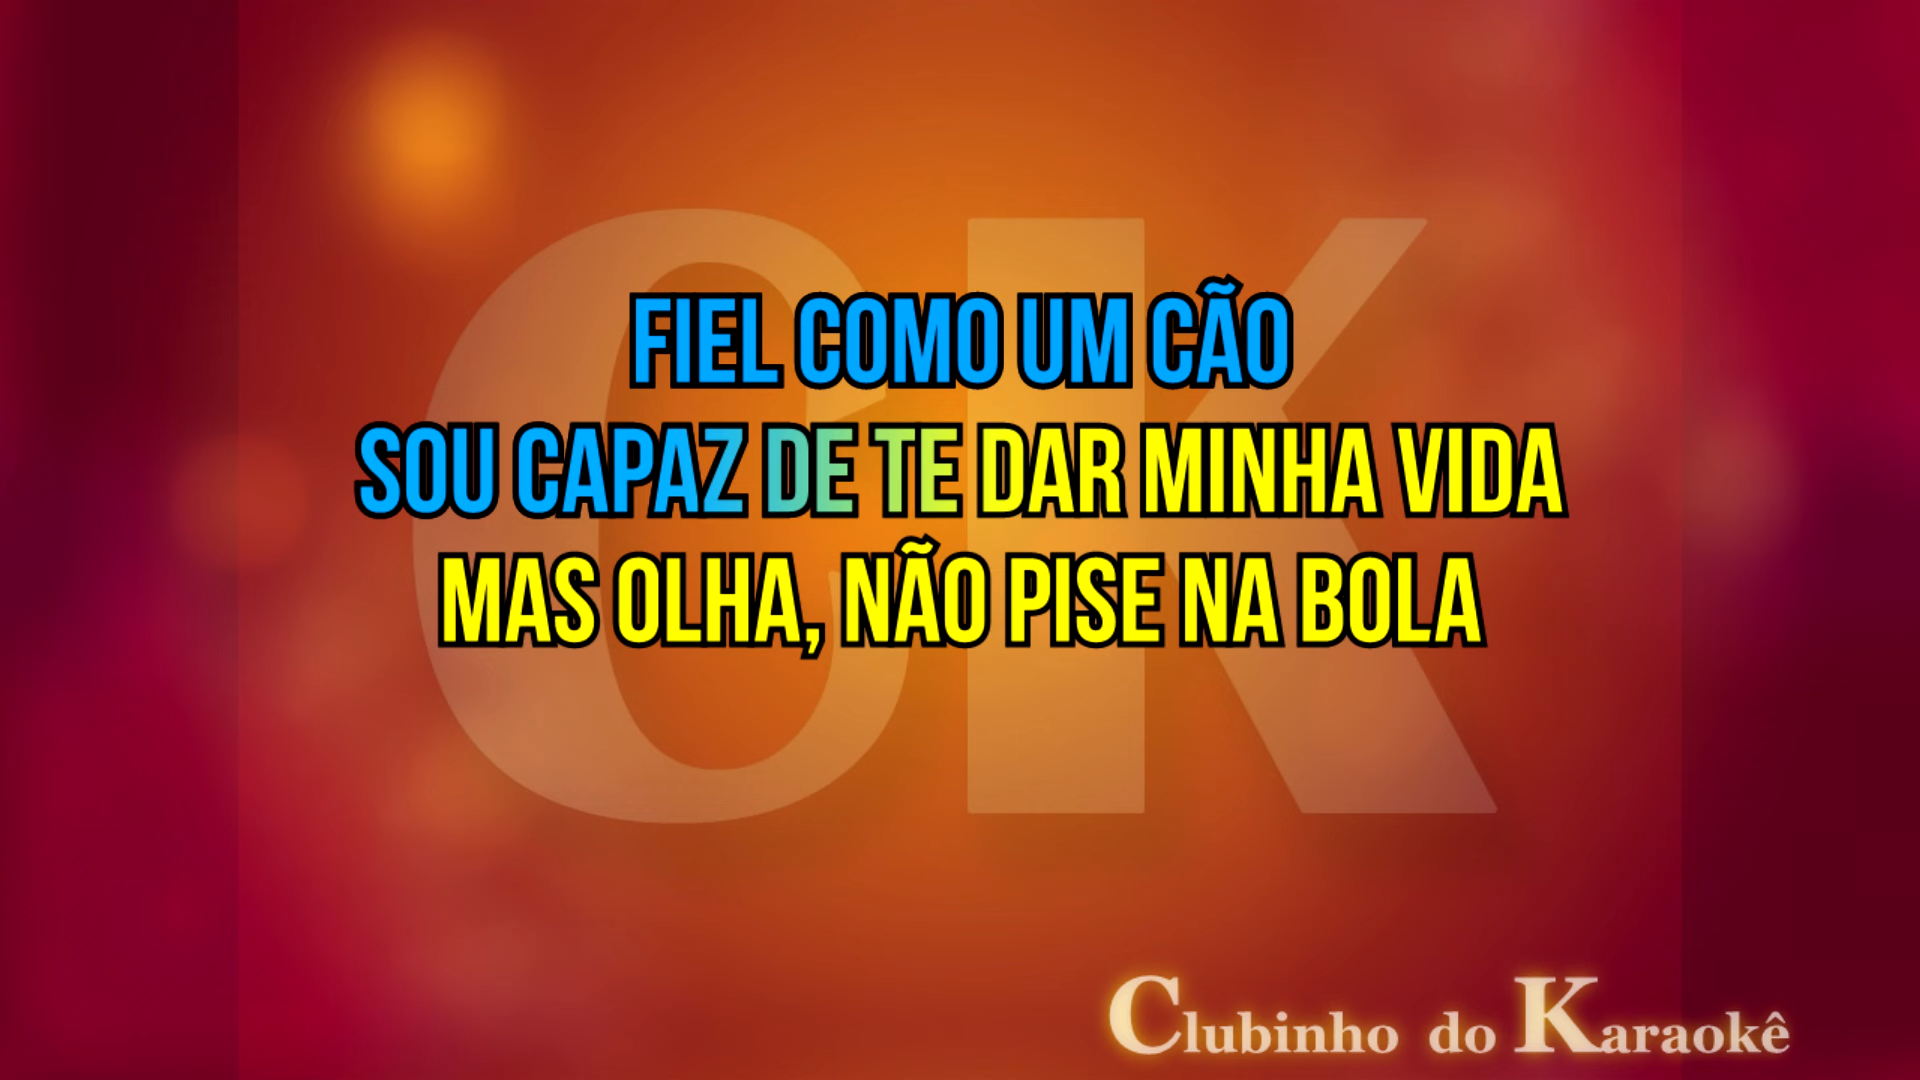 CK
FIEL COMO UM CÃO
SOU CAPAZ DE TE DAR MINHA VIDA
MAS OLHA, NÃO PISE NA BOLA
Clubinho do Karaokê